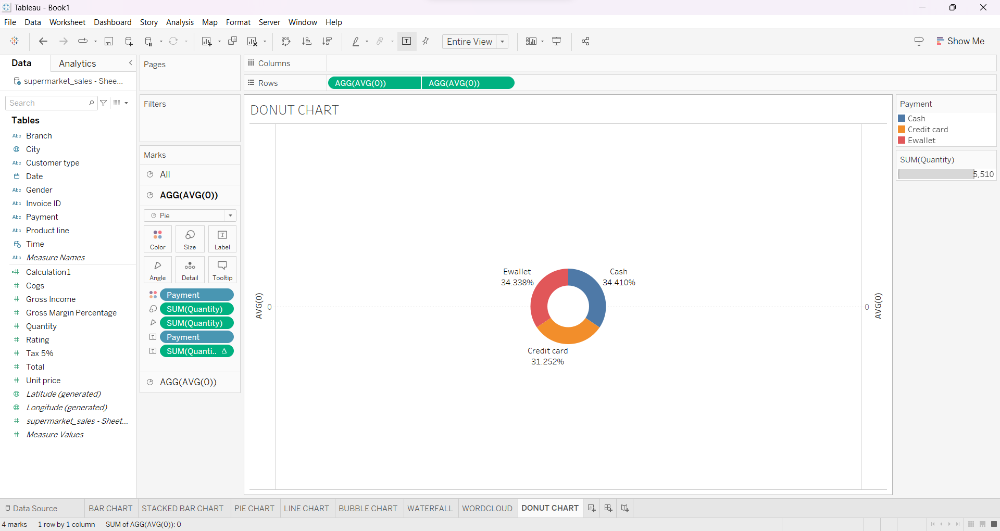 Tableau - Book1
File Data Worksheet Dashboard Story Analysis Map Format Server Window Help
Entire View
Show Me
Data
Analytics
supermarket_sales - Shee...
Search
Tables
Abc Branch
City
Abc Customer type
Date
Abc Gender
Abc Invoice ID
Abc Payment
Abc Product line
Time
Abc Measure Names
Calculation1
Cogs
Gross Income
Gross Margin Percentage
Quantity
Rating
Tax 5%
Total
Unit price
Latitude (generated)
Longitude (generated)
supermarket_sales - Sheet...
Measure Values
Pages
Filters
Marks
All
AGG(AVG(0))
Pie
Color Size Label
Angle Detail Tooltip
Payment
SUM(Quantity)
SUM(Quantity)
Payment
SUM(Quanti.. Δ
AGG(AVG(0))
Columns
Rows
AGG(AVG(0)) AGG(AVG(0))
DONUT CHART
AVG(0)
0
Ewallet
34.338%
Cash
34.410%
Credit card
31.252%
0
AVG(0)
Payment
Cash
Credit card
Ewallet
SUM(Quantity)
5,510
Data Source BAR CHART STACKED BAR CHART PIE CHART LINE CHART BUBBLE CHART WATERFALL WORDCLOUD DONUT CHART
4 marks 1 row by 1 column SUM of AGG(AVG(0)): 0